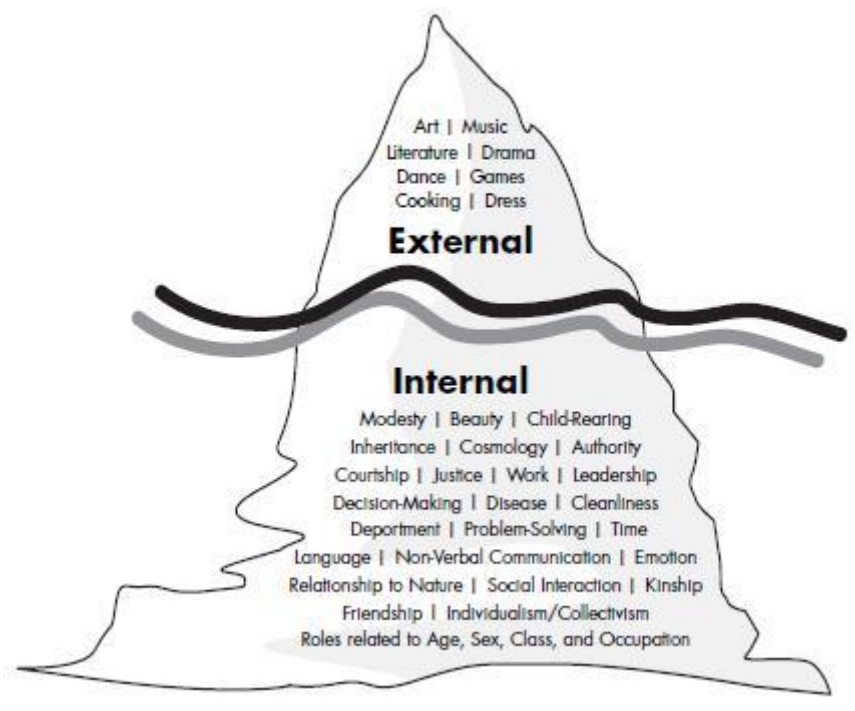 Art | Music
Literature | Drama
Dance | Games
Cooking | Dress
External
Internal
Modesty | Beauty | Child-Rearing
Inheritance | Cosmology | Authority
Courtship | Justice | Work | Leadership
Decision-Making | Disease | Cleanliness
Department | Problem-Solving | Time
Language | Non-Verbal Communication | Emotion
Relationship to Nature | Social Interaction | Kinship
Friendship | Individualism/Collectivism
Roles related to Age, Sex, Class, and Occupation